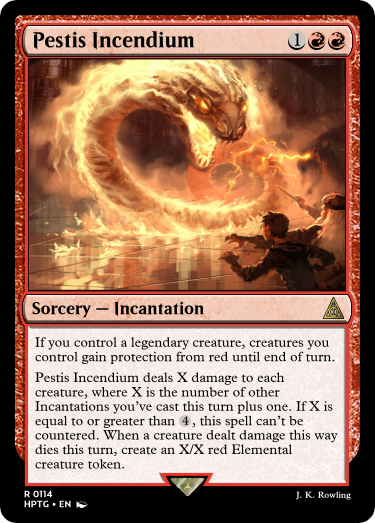 Pestis Incendium 1
Sorcery — Incantation
If you control a legendary creature, creatures you
control gain protection from red until end of turn.
Pestis Incendium deals X damage to each
creature, where X is the number of other
Incantations you've cast this turn plus one. If X is
equal to or greater than 4, this spell can't be
countered. When a creature dealt damage this way
dies this turn, create an X/X red Elemental
creature token.
R 0114
HPTG • EN J. K. Rowling